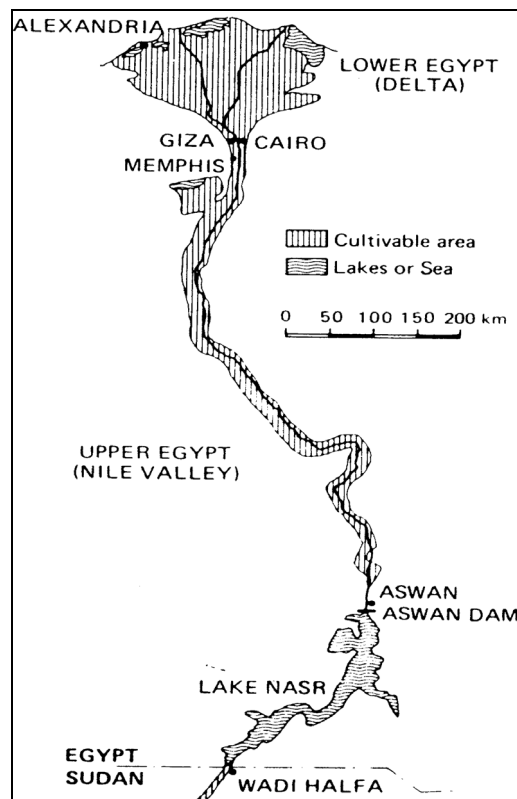 ALEXANDRIA
LOWER EGYPT
(DELTA)
GIZA CAIRO
MEMPHIS
Cultivable area
Lakes or Sea
0 50 100 150 200 km
UPPER EGYPT
(NILE VALLEY)
ASWAN
ASWAN DAM
LAKE NASR
EGYPT
SUDAN
WADI HALFA